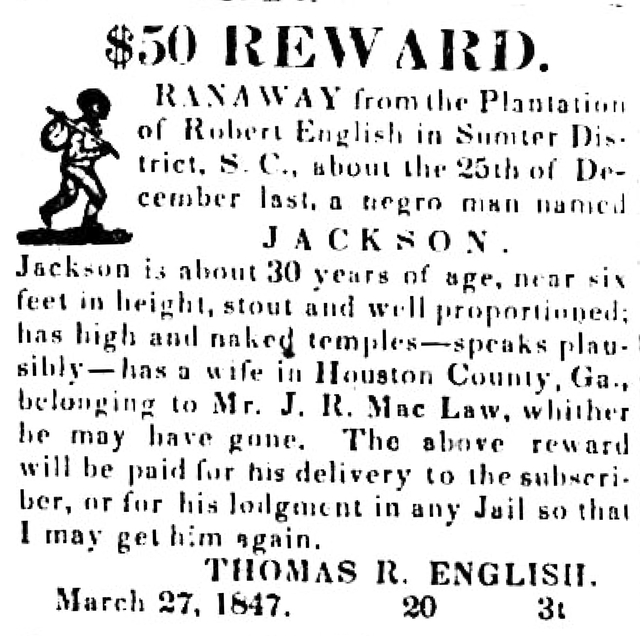 $50 REWARD.
RANAWAY from the Plantation
of Robert English in Sumter Dis-
trict, S. C., about the 25th of De-
cember last, a negro man named
JACKSON.
Jackson is about 30 years of age, near six
feet in height, stout and well proportioned;
has high and naked temples—speaks plau-
sibly—has a wife in Houston County, Ga.,
belonging to Mr. J. R. Mac Law, whither
he may have gone. The above reward
will be paid for his delivery to the subscri-
ber, or for his lodgment in any Jail so that
I may get him again.
THOMAS R. ENGLISH.
March 27, 1847. 20 3t